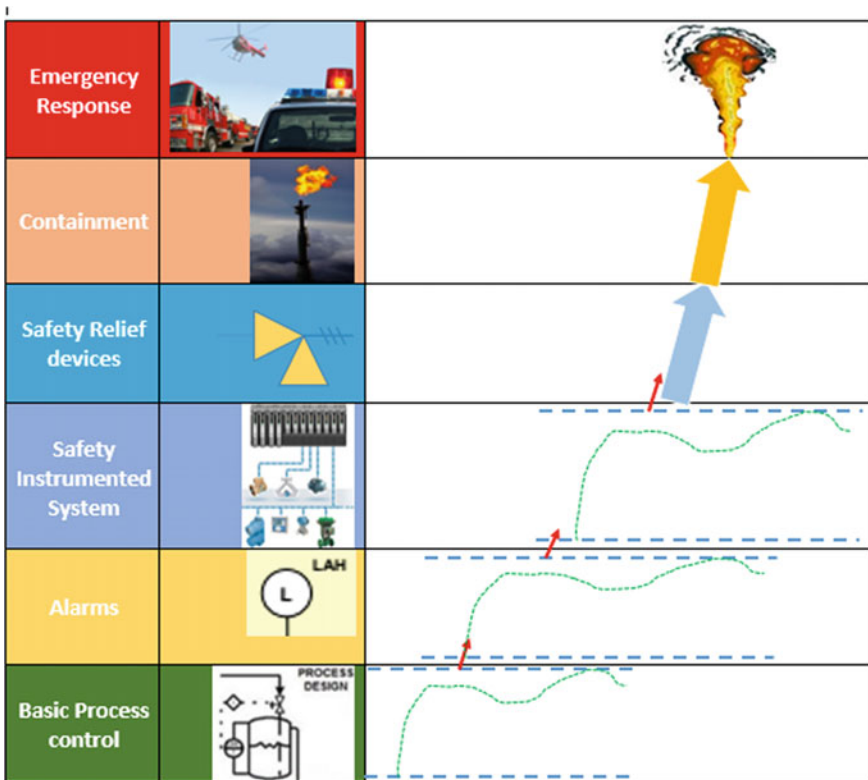 Emergency
Response
Containment
Safety Relief
devices
Safety
Instrumented
System
Alarms
LAH
L
Basic Process
control
PROCESS
DESIGN